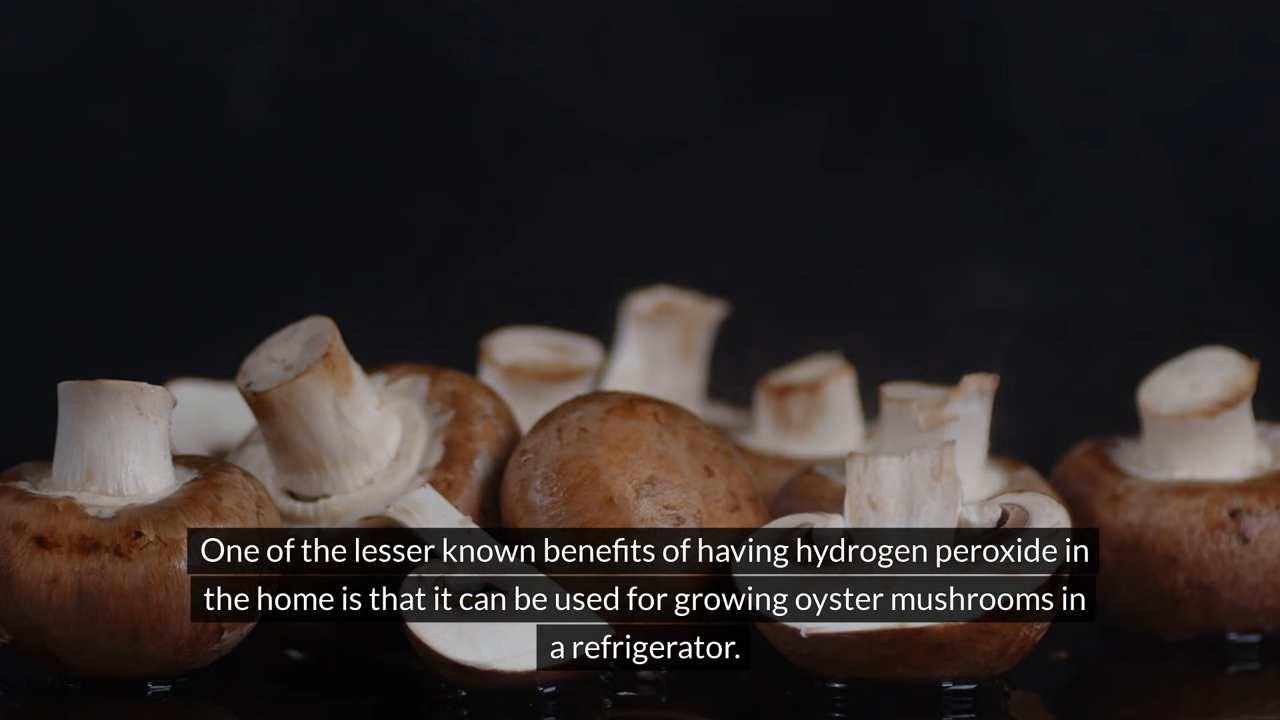 One of the lesser known benefits of having hydrogen peroxide in
the home is that it can be used for growing oyster mushrooms in
a refrigerator.